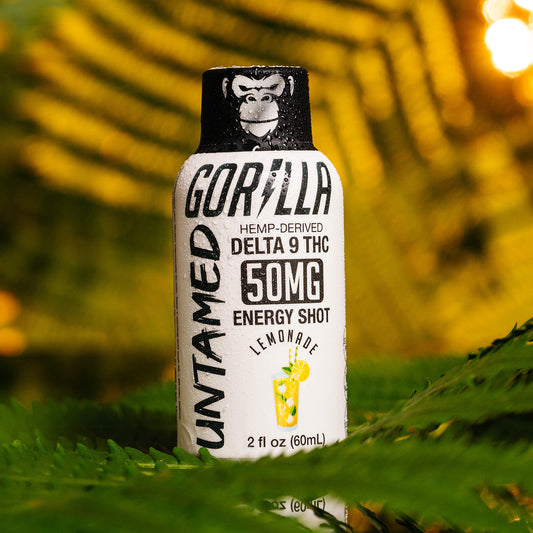 GORILLA
UNTAMED
HEMP-DERIVED
DELTA 9 THC
50MG
ENERGY SHOT
LEMONADE
2 fl oz (60mL)